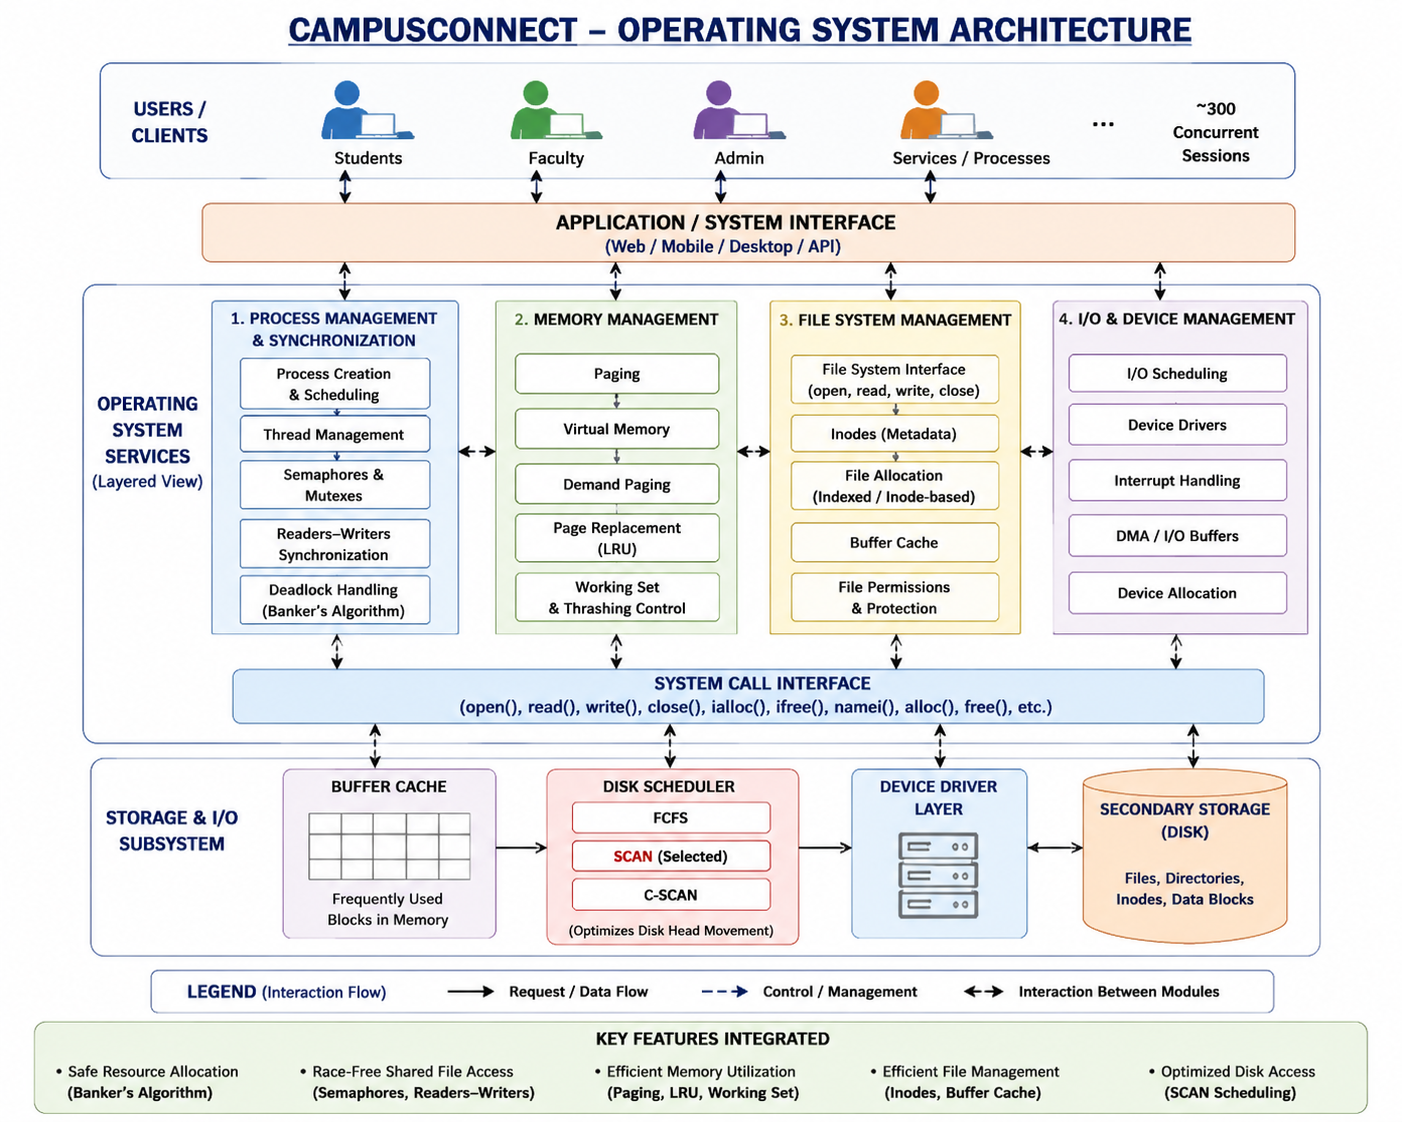 CAMPUSCONNECT – OPERATING SYSTEM ARCHITECTURE
USERS /
CLIENTS
Students
Faculty
Admin
Services / Processes
...
~300
Concurrent
Sessions
APPLICATION / SYSTEM INTERFACE
(Web / Mobile / Desktop / API)
OPERATING
SYSTEM
SERVICES
(Layered View)
1. PROCESS MANAGEMENT
& SYNCHRONIZATION
Process Creation
& Scheduling
Thread Management
Semaphores &
Mutexes
Readers–Writers
Synchronization
Deadlock Handling
(Banker's Algorithm)
2. MEMORY MANAGEMENT
Paging
Virtual Memory
Demand Paging
Page Replacement
(LRU)
Working Set
& Thrashing Control
3. FILE SYSTEM MANAGEMENT
File System Interface
(open, read, write, close)
Inodes (Metadata)
File Allocation
(Indexed / Inode-based)
Buffer Cache
File Permissions
& Protection
4. I/O & DEVICE MANAGEMENT
I/O Scheduling
Device Drivers
Interrupt Handling
DMA / I/O Buffers
Device Allocation
SYSTEM CALL INTERFACE
(open(), read(), write(), close(), ialloc(), ifree(), namei(), alloc(), free(), etc.)
STORAGE & I/O
SUBSYSTEM
BUFFER CACHE
Frequently Used
Blocks in Memory
DISK SCHEDULER
FCFS
SCAN (Selected)
C-SCAN
(Optimizes Disk Head Movement)
DEVICE DRIVER
LAYER
SECONDARY STORAGE
(DISK)
Files, Directories,
Inodes, Data Blocks
LEGEND (Interaction Flow)
Request / Data Flow
Control / Management
Interaction Between Modules
KEY FEATURES INTEGRATED
• Safe Resource Allocation
(Banker's Algorithm)
• Race-Free Shared File Access
(Semaphores, Readers–Writers)
• Efficient Memory Utilization
(Paging, LRU, Working Set)
• Efficient File Management
(Inodes, Buffer Cache)
• Optimized Disk Access
(SCAN Scheduling)